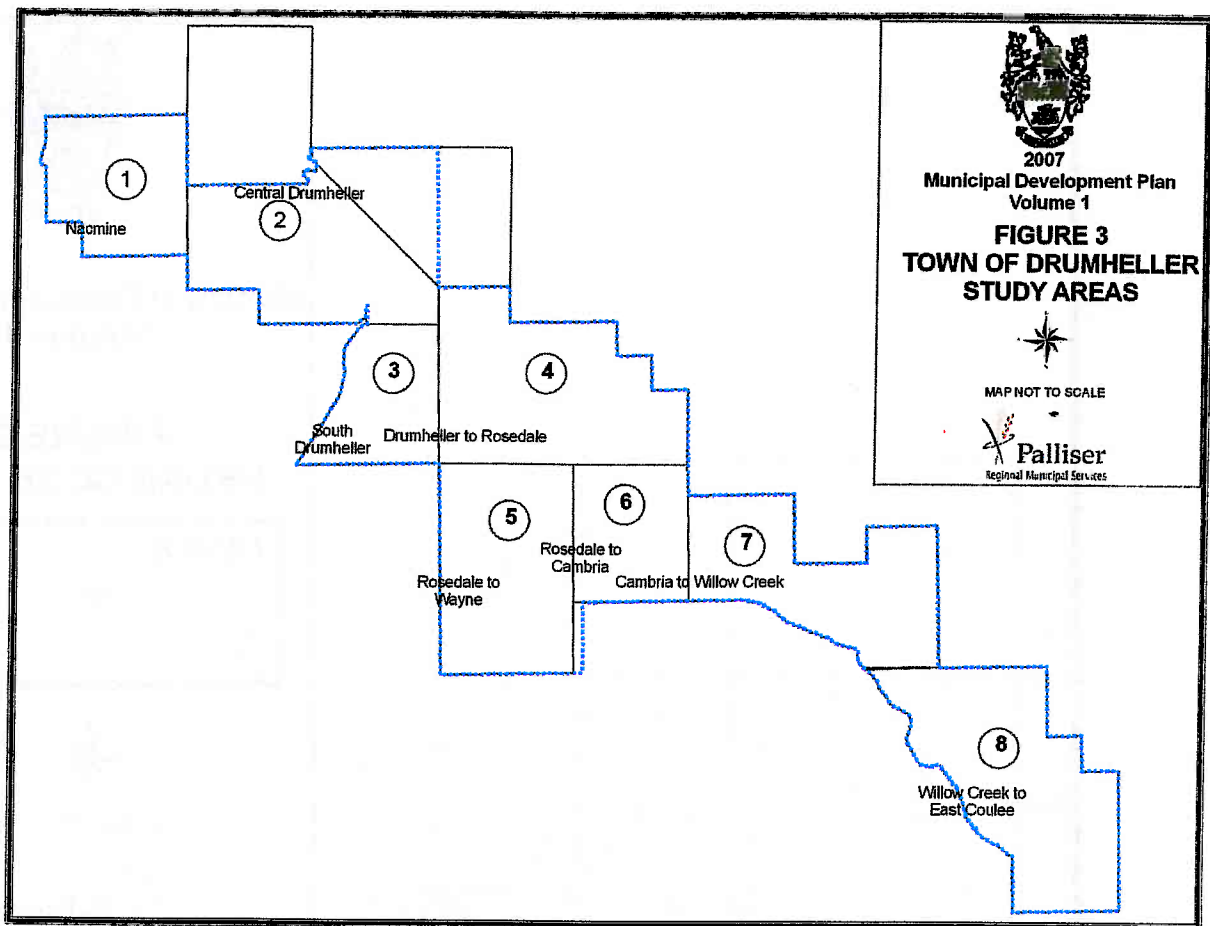 2007
Municipal Development Plan
Volume 1
FIGURE 3
TOWN OF DRUMHELLER
STUDY AREAS
MAP NOT TO SCALE
Palliser
Regional Municipal Services
1
Nacmine
Central Drumheller
2
3
South
Drumheller
4
Drumheller to Rosedale
5
Rosedale to
Wayne
6
Rosedale to
Cambria
7
Cambria to Willow Creek
8
Willow Creek to
East Coulee